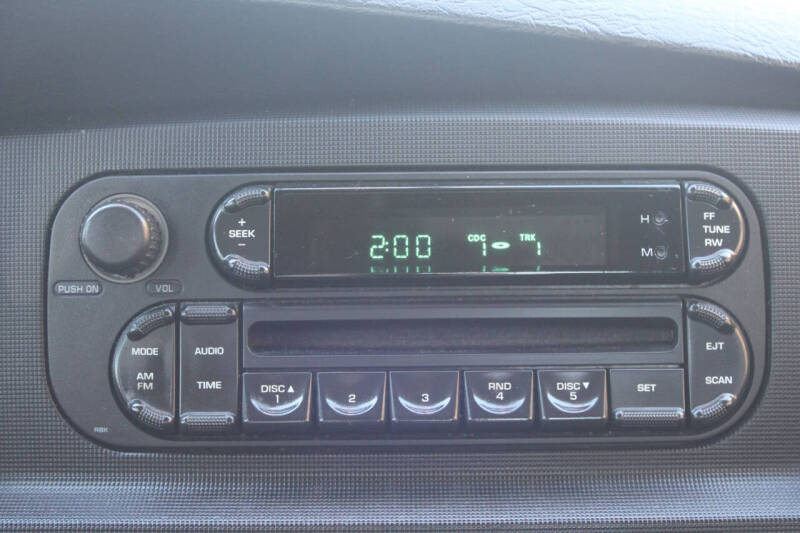 +
SEEK
−
2:00
CDC
1
TRK
1
H
M
FF
TUNE
RW
PUSH ON
VOL
MODE
AM
FM
AUDIO
TIME
EJT
SCAN
DISC ▲
1
2
3
RND
4
DISC ▼
5
SET
RBK